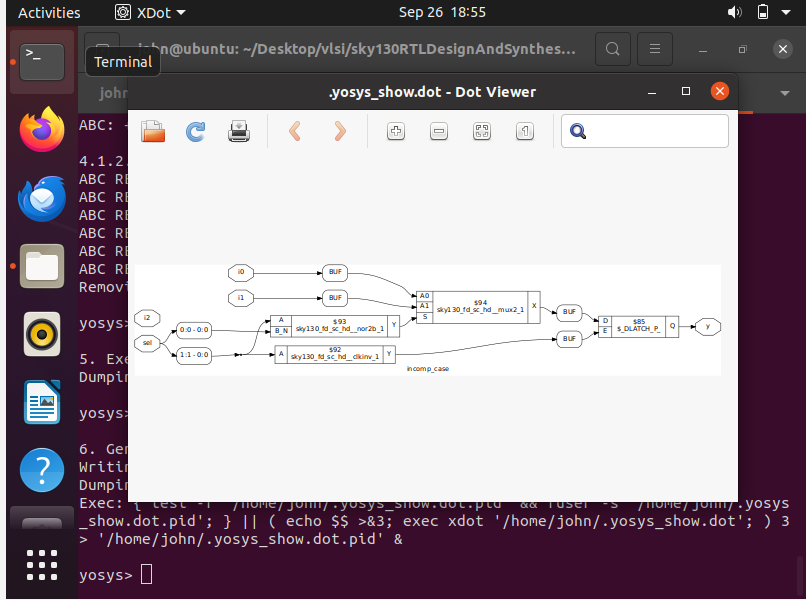 Activities
XDot
Sep 26 18:55
john@ubuntu: ~/Desktop/vlsi/sky130RTLDesignAndSynthes…
Terminal
john
.yosys_show.dot - Dot Viewer
ABC:
4.1.2.
ABC RE
ABC RE
ABC RE
ABC RE
ABC RE
ABC RE
Removi
yosys>
5. Exe
Dumpin
yosys>
6. Gen
Writin
Dumpin
i0
BUF
i1
BUF
A0
A1
S
$94
sky130_fd_sc_hd__mux2_1
X
i2
sel
0:0 - 0:0
1:1 - 0:0
A
B_N
$93
sky130_fd_sc_hd__nor2b_1
Y
A
$92
sky130_fd_sc_hd__clkinv_1
Y
BUF
BUF
D
E
$85
$_DLATCH_P_
Q
y
incomp_case
Exec: { test -f '/home/john/.yosys_show.dot.pid' && fuser -s '/home/john/.yosys
_show.dot.pid'; } || ( echo $$ >&3; exec xdot '/home/john/.yosys_show.dot'; ) 3
> '/home/john/.yosys_show.dot.pid' &
yosys>